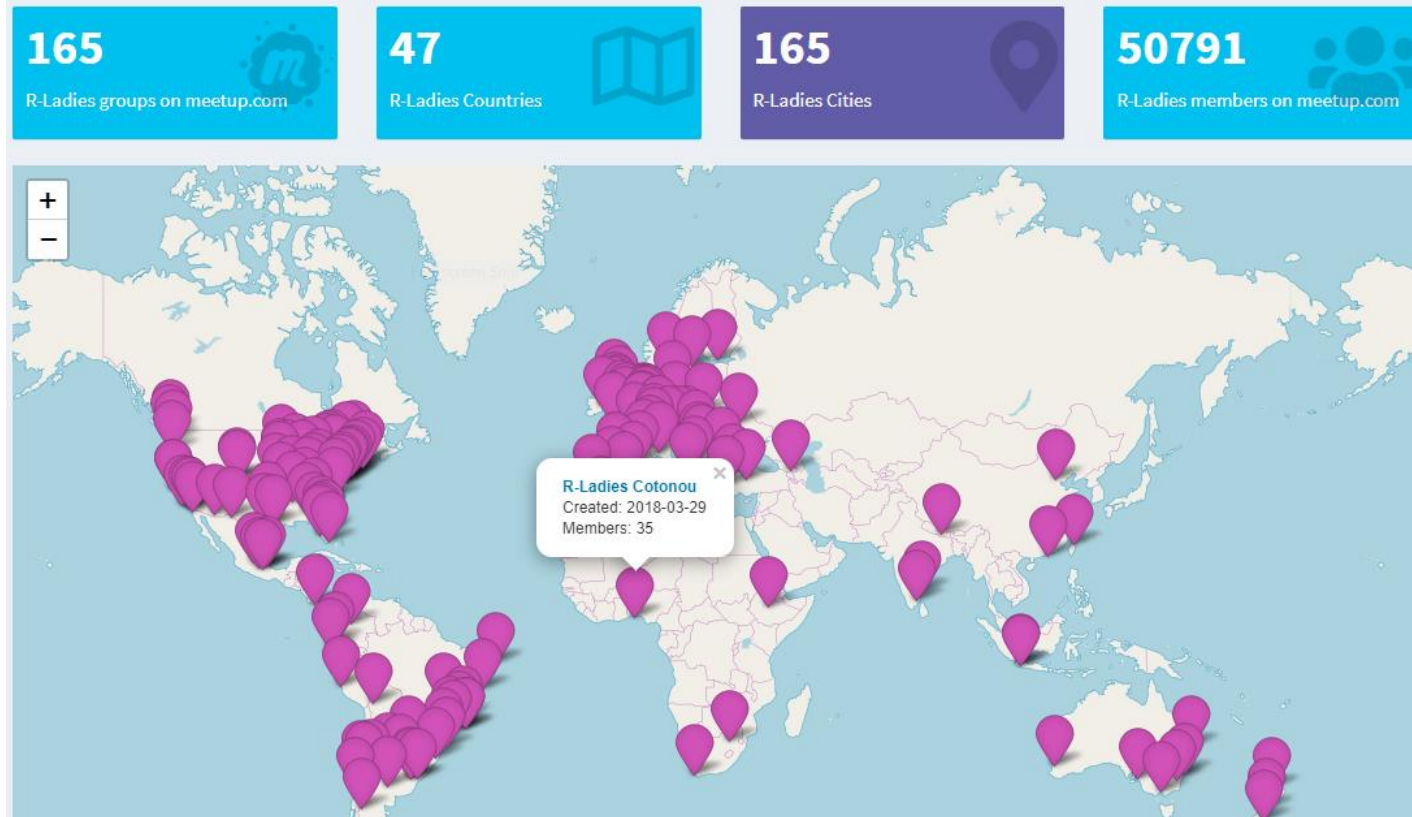 165
R-Ladies groups on meetup.com
47
R-Ladies Countries
165
R-Ladies Cities
50791
R-Ladies members on meetup.com
+
−
R-Ladies Cotonou
×
Created: 2018-03-29
Members: 35